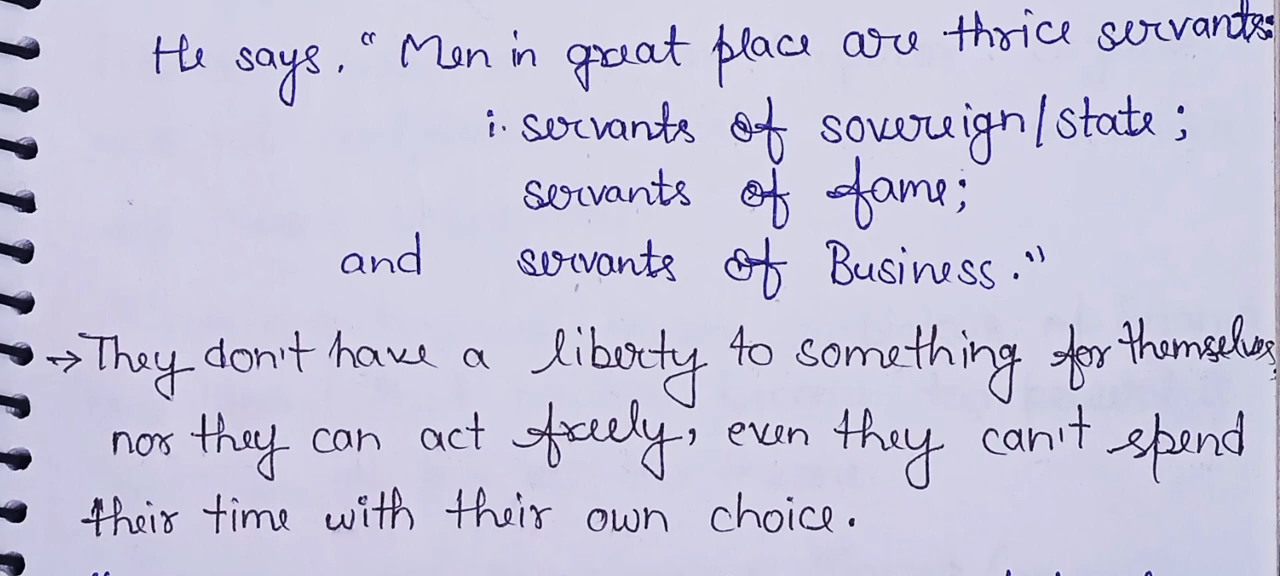 He says, " Men in great place are thrice servants:
i. servants of sovereign/state;
servants of fame;
and servants of Business."
→ They don't have a liberty to something for themselves,
nor they can act freely, even they can't spend
their time with their own choice.